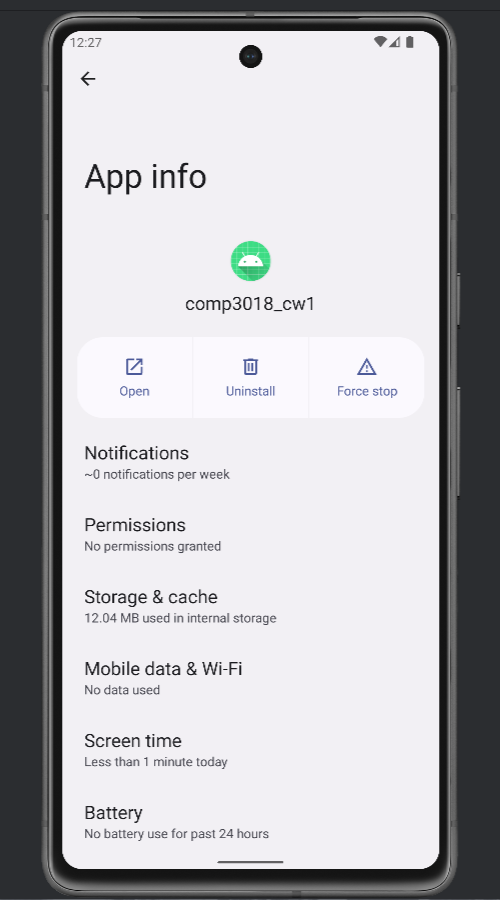 12:27
App info
comp3018_cw1
Open
Uninstall
Force stop
Notifications
~0 notifications per week
Permissions
No permissions granted
Storage & cache
12.04 MB used in internal storage
Mobile data & Wi-Fi
No data used
Screen time
Less than 1 minute today
Battery
No battery use for past 24 hours